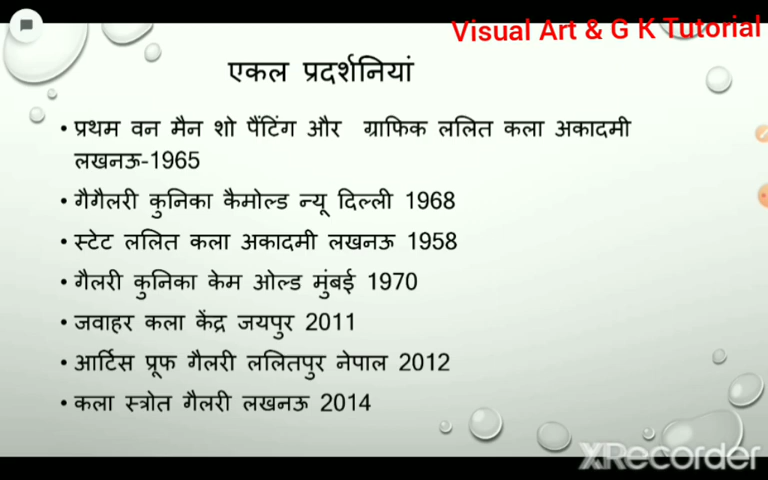 Visual Art & G K Tutorial
एकल प्रदर्शनियां
• प्रथम वन मैन शो पैंटिंग और ग्राफिक ललित कला अकादमी
लखनऊ-1965
• गैगैलरी कुनिका कैमोल्ड न्यू दिल्ली 1968
• स्टेट ललित कला अकादमी लखनऊ 1958
• गैलरी कुनिका केम ओल्ड मुंबई 1970
• जवाहर कला केंद्र जयपुर 2011
• आर्टिस प्रूफ गैलरी ललितपुर नेपाल 2012
• कला स्त्रोत गैलरी लखनऊ 2014
XRecorder